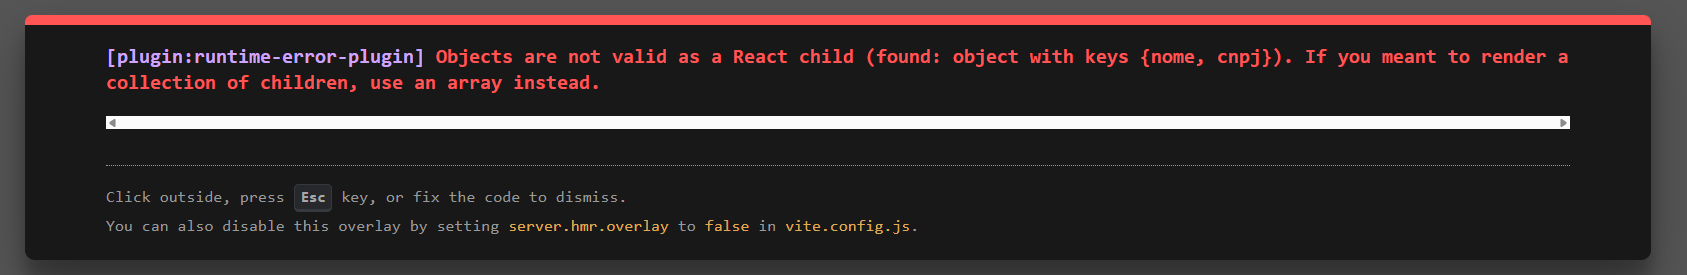 [plugin:runtime-error-plugin] Objects are not valid as a React child (found: object with keys {nome, cnpj}). If you meant to render a
collection of children, use an array instead.
Click outside, press Esc key, or fix the code to dismiss.
You can also disable this overlay by setting server.hmr.overlay to false in vite.config.js.